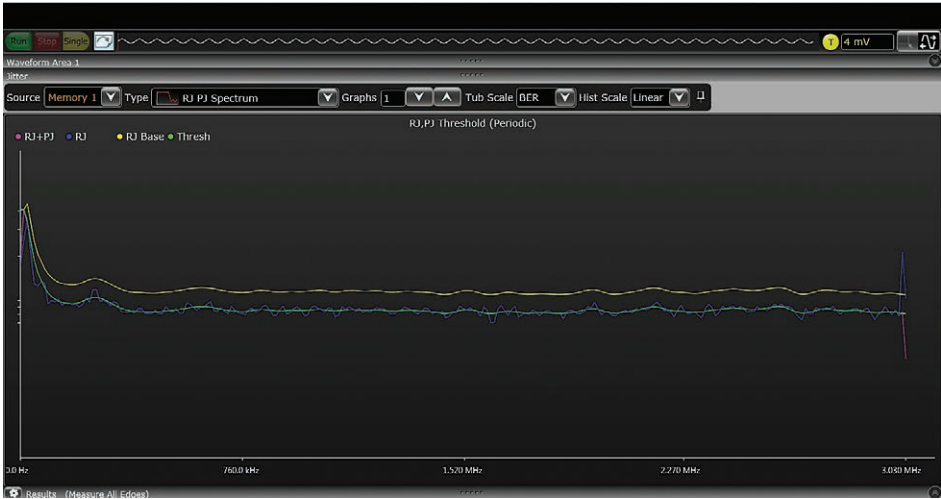 Run Stop Single T 4 mV
Waveform Area 1
Jitter
Source Memory 1 Type RJ PJ Spectrum Graphs 1 Tub Scale BER Hist Scale Linear
RJ,PJ Threshold (Periodic)
RJ+PJ RJ RJ Base Thresh
0.0 Hz 760.0 kHz 1.520 MHz 2.270 MHz 3.030 MHz
Results (Measure All Edges)